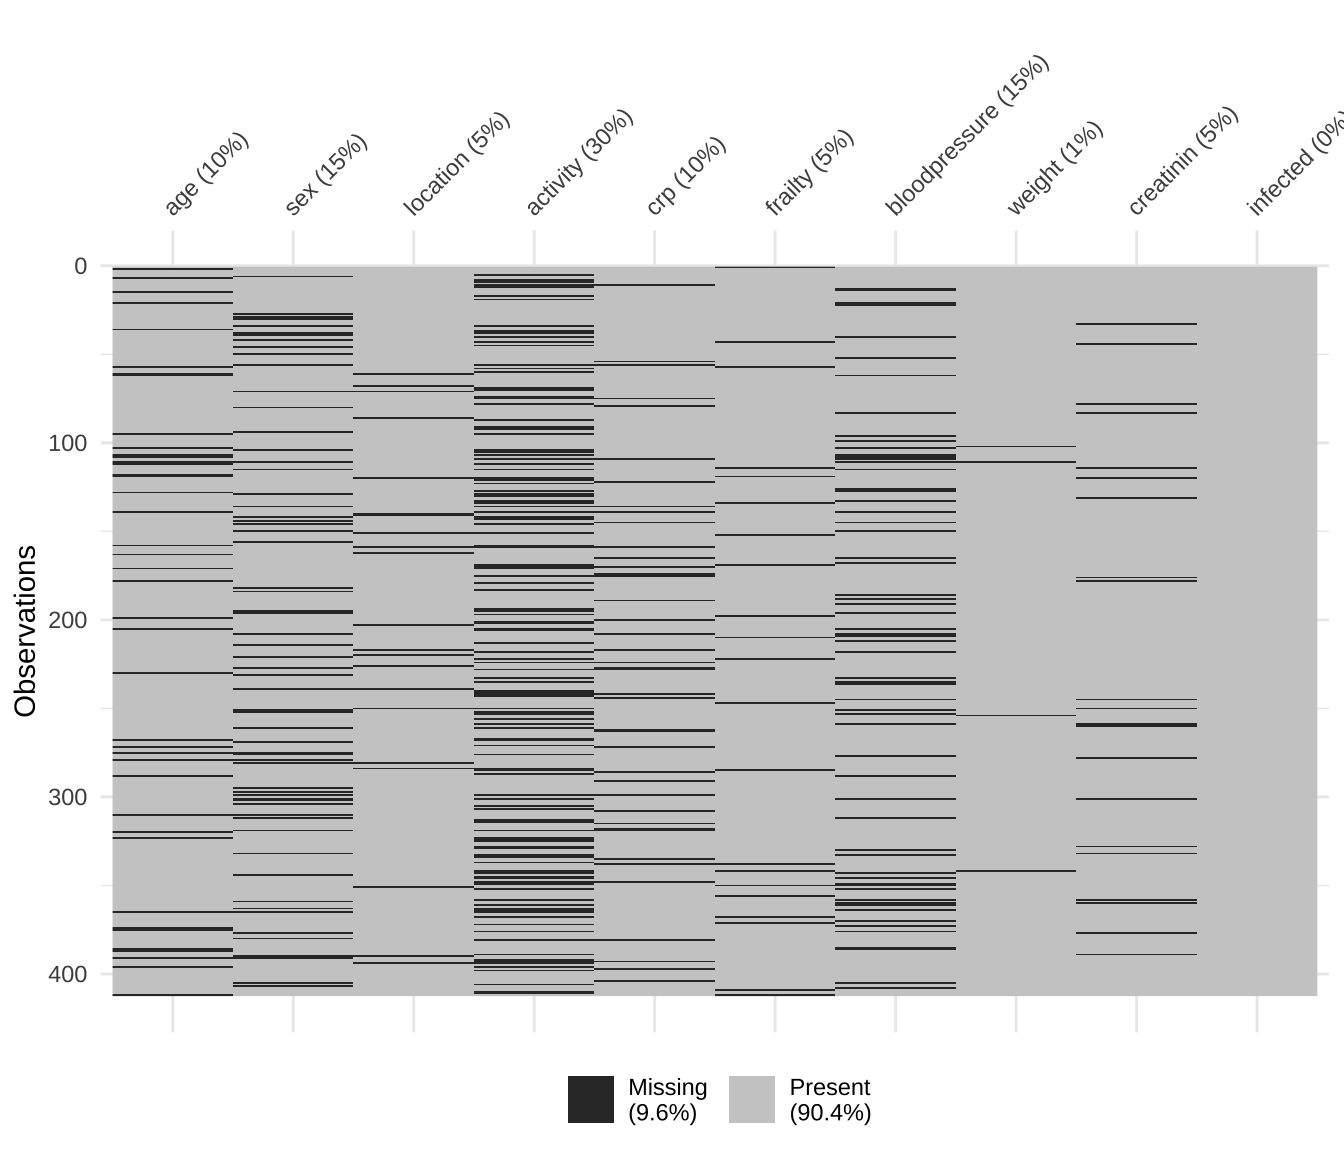 age (10%)
sex (15%)
location (5%)
activity (30%)
crp (10%)
frailty (5%)
bloodpressure (15%)
weight (1%)
creatinin (5%)
infected (0%
0
100
200
300
400
Observations
Missing
(9.6%)
Present
(90.4%)